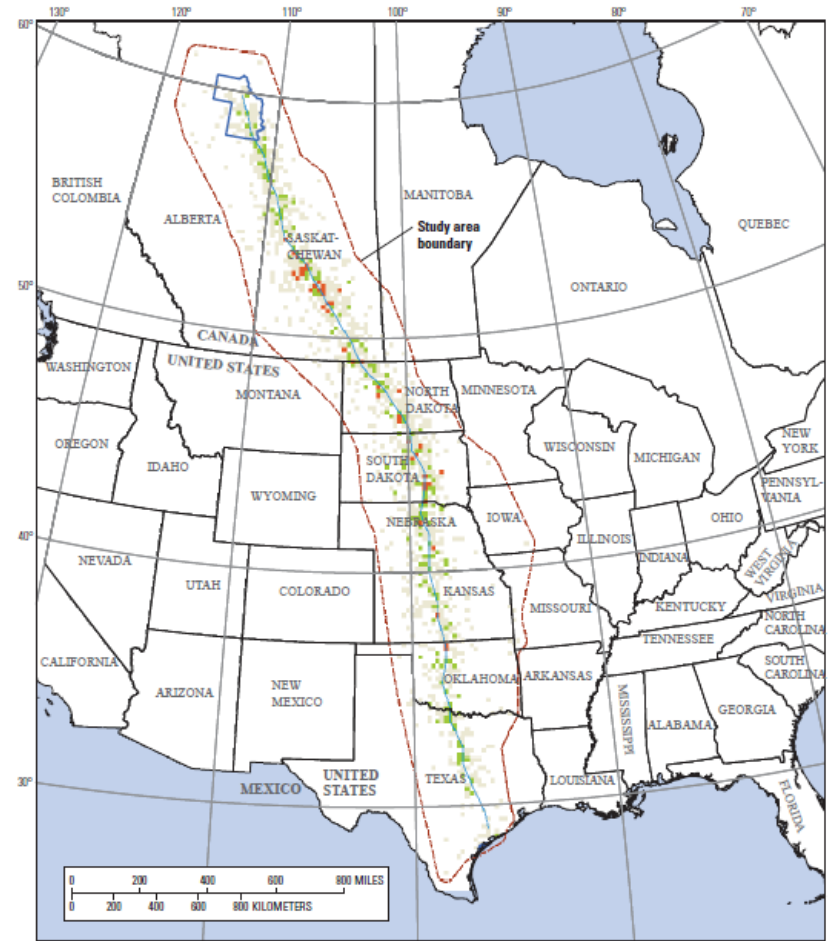 130°
120°
110°
100°
90°
80°
70°
60°
BRITISH
COLOMBIA
ALBERTA
MANITOBA
Study area
boundary
SASKAT-
CHEWAN
QUEBEC
ONTARIO
50°
CANADA
UNITED STATES
WASHINGTON
MONTANA
NORTH
DAKOTA
MINNESOTA
OREGON
IDAHO
SOUTH
DAKOTA
WISCONSIN
MICHIGAN
NEW
YORK
WYOMING
PENNSYL-
VANIA
NEBRASKA
IOWA
OHIO
40°
ILLINOIS
INDIANA
NEVADA
UTAH
COLORADO
KANSAS
MISSOURI
WEST
VIRGINIA
VIRGINIA
KENTUCKY
NORTH
CAROLINA
TENNESSEE
CALIFORNIA
ARIZONA
NEW
MEXICO
OKLAHOMA
ARKANSAS
SOUTH
CAROLINA
MISSISSIPPI
ALABAMA
GEORGIA
30°
MEXICO
UNITED
STATES
TEXAS
LOUISIANA
FLORIDA
0 200 400 600 800 MILES
0 200 400 600 800 KILOMETERS